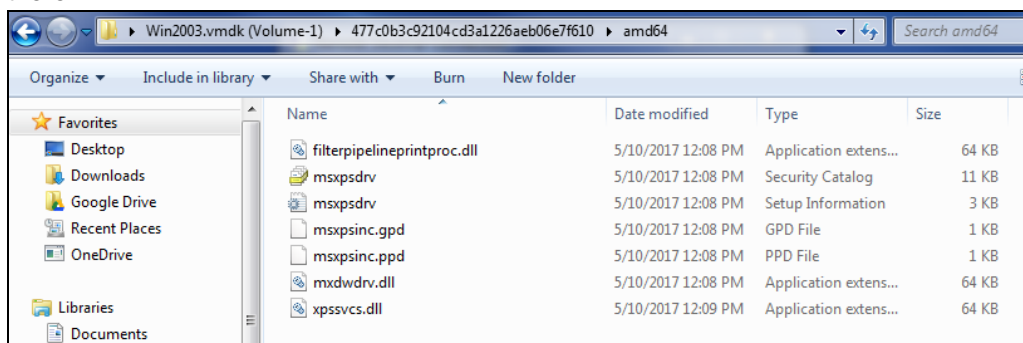 Win2003.vmdk (Volume-1) 477c0b3c92104cd3a1226aeb06e7f610 amd64 Search amd64
Organize Include in library Share with Burn New folder
Favorites
Desktop
Downloads
Google Drive
Recent Places
OneDrive
Libraries
Documents
Name Date modified Type Size
filterpipelineprintproc.dll 5/10/2017 12:08 PM Application extens... 64 KB
msxpsdrv 5/10/2017 12:08 PM Security Catalog 11 KB
msxpsdrv 5/10/2017 12:08 PM Setup Information 3 KB
msxpsinc.gpd 5/10/2017 12:08 PM GPD File 1 KB
msxpsinc.ppd 5/10/2017 12:08 PM PPD File 1 KB
mxdwdrv.dll 5/10/2017 12:08 PM Application extens... 64 KB
xpssvcs.dll 5/10/2017 12:09 PM Application extens... 64 KB